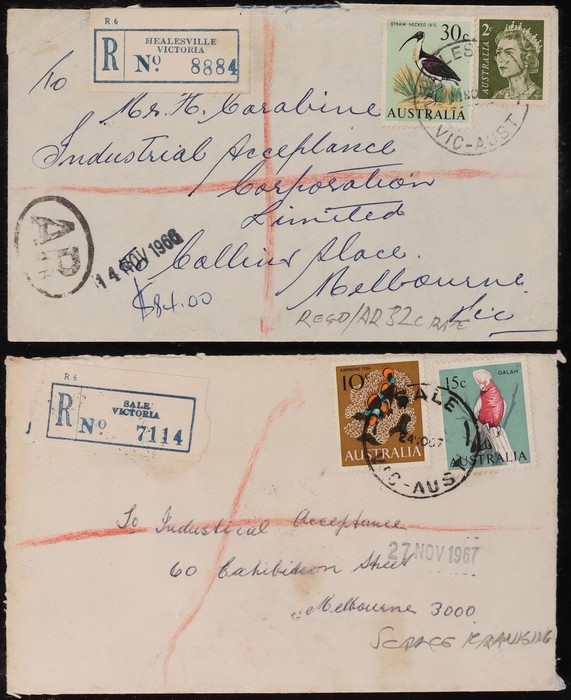 R 6
HEALESVILLE
VICTORIA
R No. 8884
STRAW-NECKED IBIS
30c
AUSTRALIA
2c
AUSTRALIA
VIC-AUST
To
Mr. H. Carabine
Industrial Acceptance
Corporation
Limited
Collins Place.
Melbourne
Vic
AR
14 NOV 1966
$84.00
REGD/AR 32c RATE
R 6
SALE
VICTORIA
R No. 7114
10c
AUSTRALIA
15c
GALAH
AUSTRALIA
SALE
VIC-AUST
To Industrial Acceptance
60 Exhibition Street
27 NOV 1967
Melbourne 3000